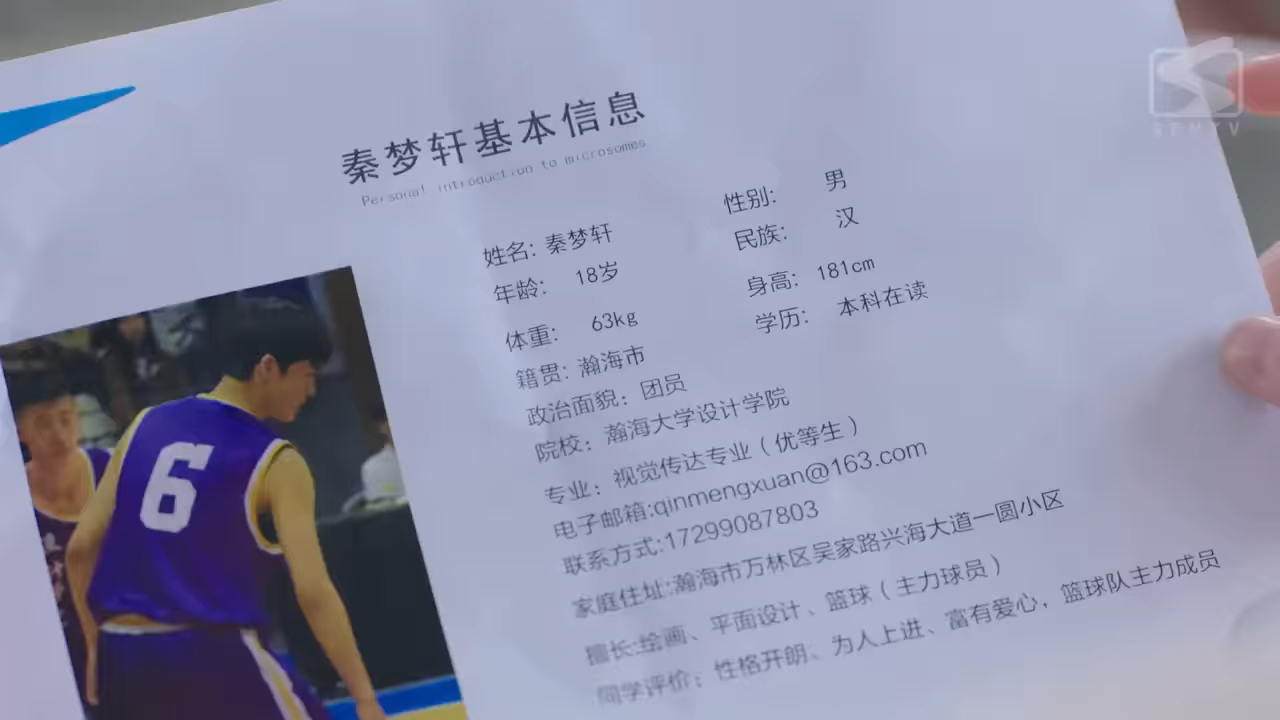 秦梦轩基本信息
Personal introduction to microsomes
姓名: 秦梦轩 性别: 男
年龄: 18岁 民族: 汉
体重: 63kg 身高: 181cm
籍贯: 瀚海市 学历: 本科在读
政治面貌: 团员
院校: 瀚海大学设计学院
专业: 视觉传达专业（优等生）
电子邮箱:qinmengxuan@163.com
联系方式:17299087803
家庭住址:瀚海市万林区吴家路兴海大道一圆小区
擅长:绘画、平面设计、篮球（主力球员）
同学评价: 性格开朗、为人上进、富有爱心，篮球队主力成员
6